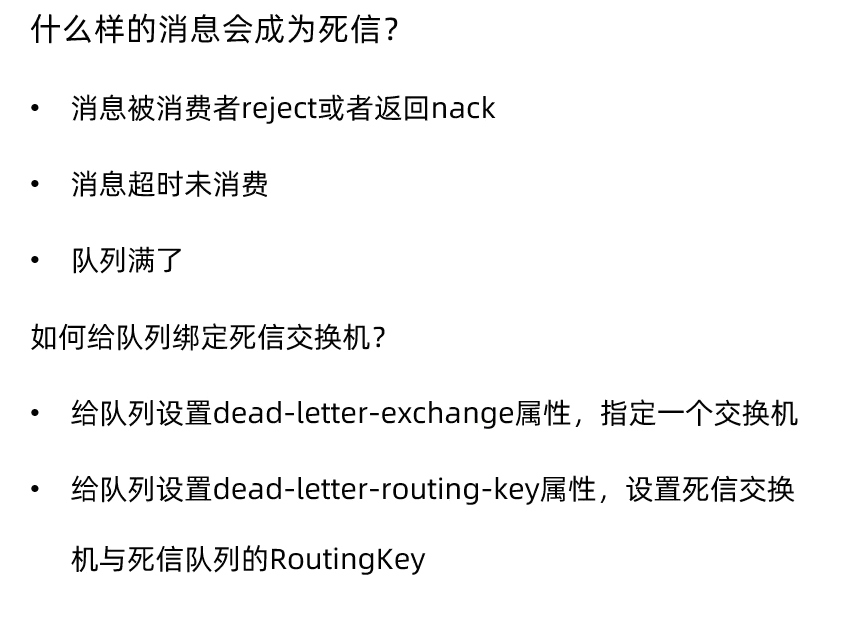 什么样的消息会成为死信？
• 消息被消费者reject或者返回nack
• 消息超时未消费
• 队列满了
如何给队列绑定死信交换机？
• 给队列设置dead-letter-exchange属性，指定一个交换机
• 给队列设置dead-letter-routing-key属性，设置死信交换
机与死信队列的RoutingKey